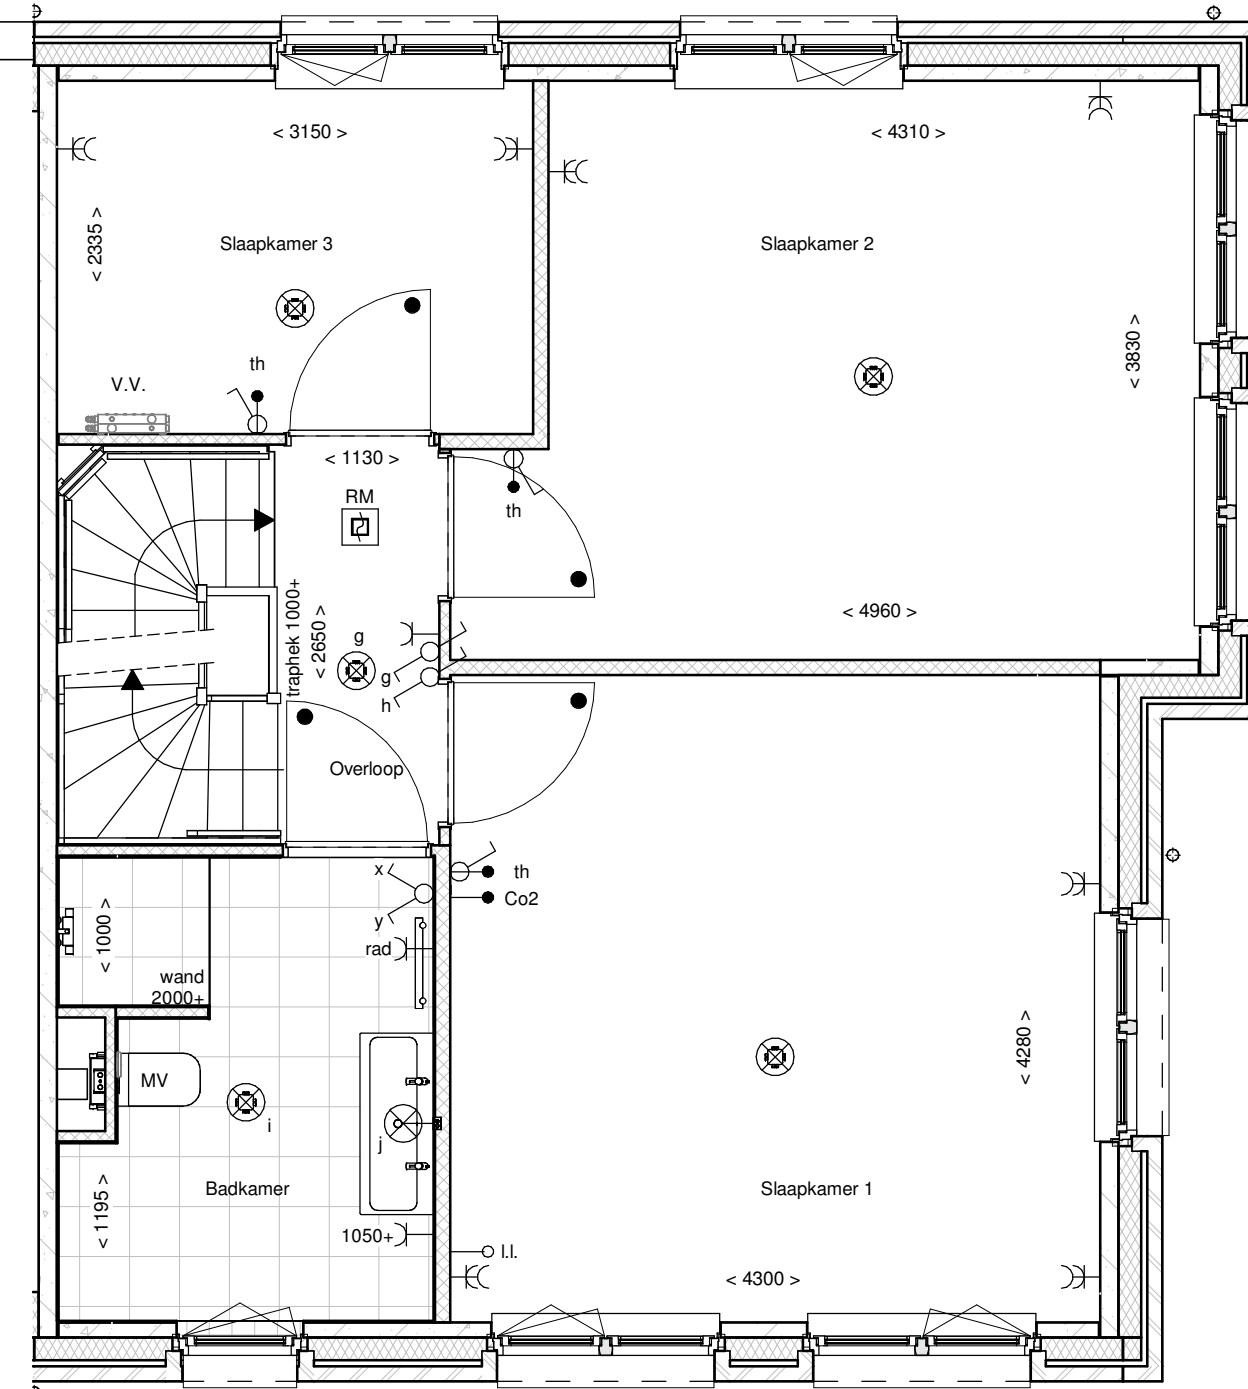 < 3150 >
< 4310 >
< 2335 >
Slaapkamer 3
Slaapkamer 2
< 3830 >
th
V.V.
< 1130 >
RM
th
traphek 1000+
< 2650 >
< 4960 >
g
g
h
Overloop
x
th
Co2
y
rad
< 1000 >
wand
2000+
< 4280 >
MV
i
j
Badkamer
Slaapkamer 1
< 1195 >
1050+
l.l.
< 4300 >